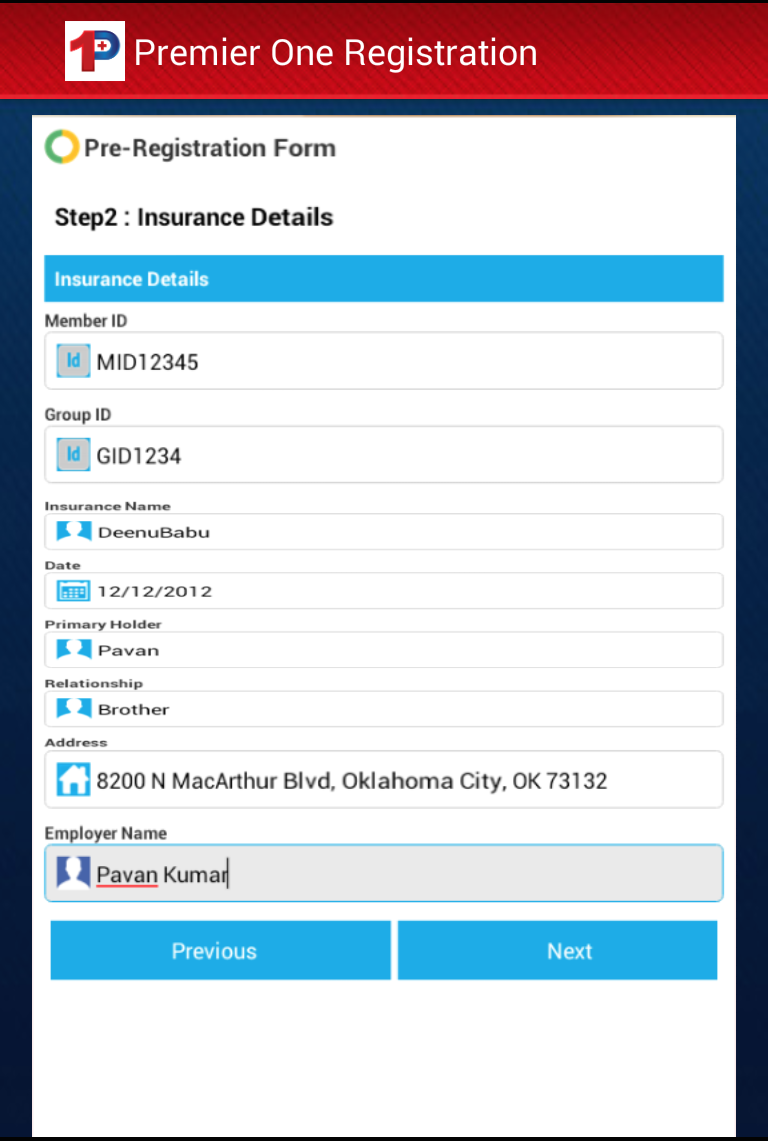 1P Premier One Registration
Pre-Registration Form
Step2 : Insurance Details
Insurance Details
Member ID
Id MID12345
Group ID
Id GID1234
Insurance Name
DeenuBabu
Date
12/12/2012
Primary Holder
Pavan
Relationship
Brother
Address
8200 N MacArthur Blvd, Oklahoma City, OK 73132
Employer Name
Pavan Kumar
Previous Next